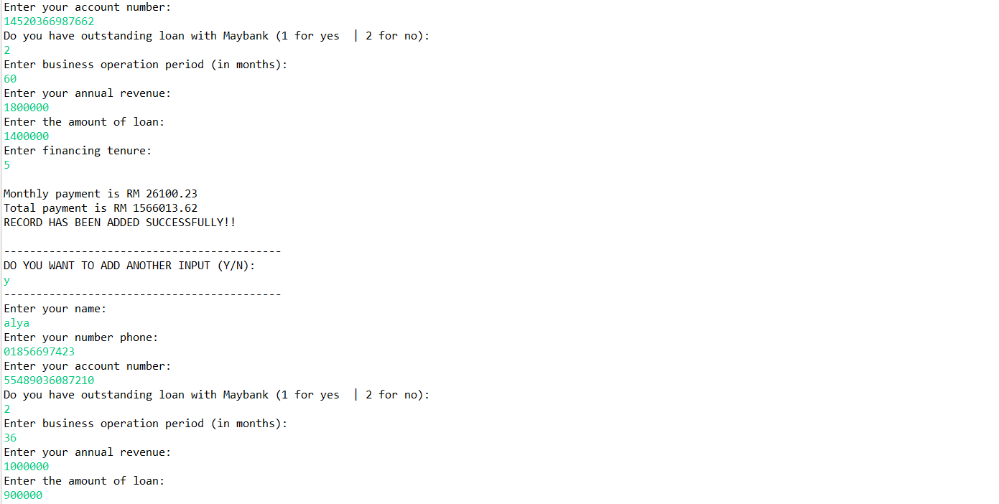 Enter your account number:
14520366987662
Do you have outstanding loan with Maybank (1 for yes  | 2 for no):
2
Enter business operation period (in months):
60
Enter your annual revenue:
1800000
Enter the amount of loan:
1400000
Enter financing tenure:
5
Monthly payment is RM 26100.23
Total payment is RM 1566013.62
RECORD HAS BEEN ADDED SUCCESSFULLY!!
-------------------------------------------
DO YOU WANT TO ADD ANOTHER INPUT (Y/N):
y
-------------------------------------------
Enter your name:
alya
Enter your number phone:
01856697423
Enter your account number:
55489036087210
Do you have outstanding loan with Maybank (1 for yes  | 2 for no):
2
Enter business operation period (in months):
36
Enter your annual revenue:
1000000
Enter the amount of loan:
900000